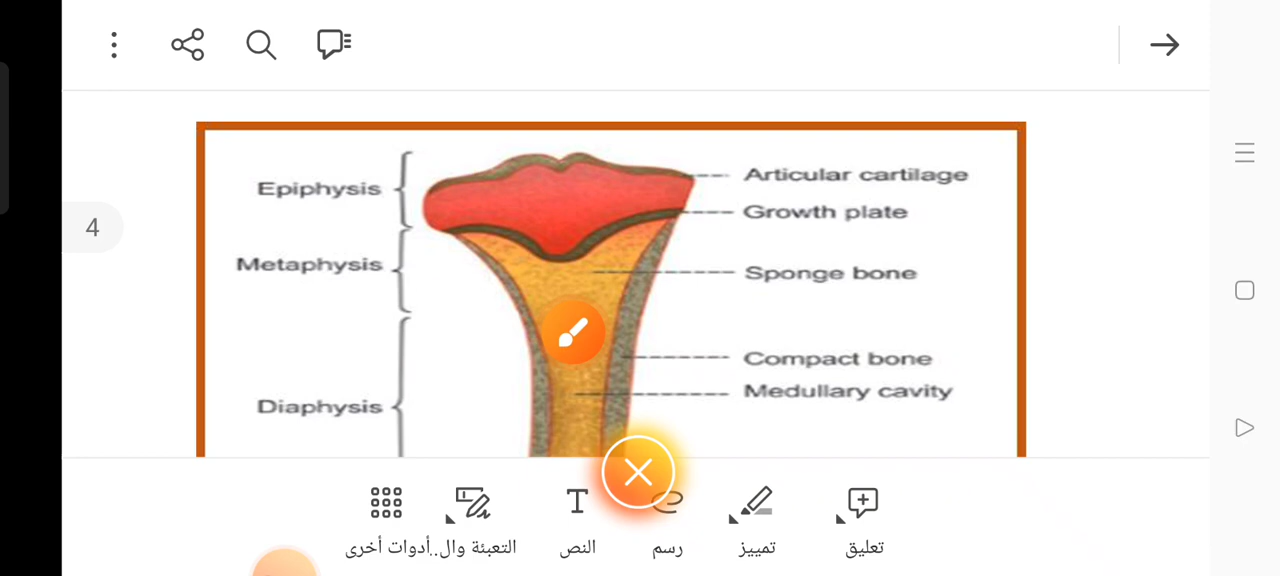 4
Epiphysis
Metaphysis
Diaphysis
Articular cartilage
Growth plate
Sponge bone
Compact bone
Medullary cavity
T
تعليق
تمييز
رسم
النص
التعبئة وال..
أدوات أخرى